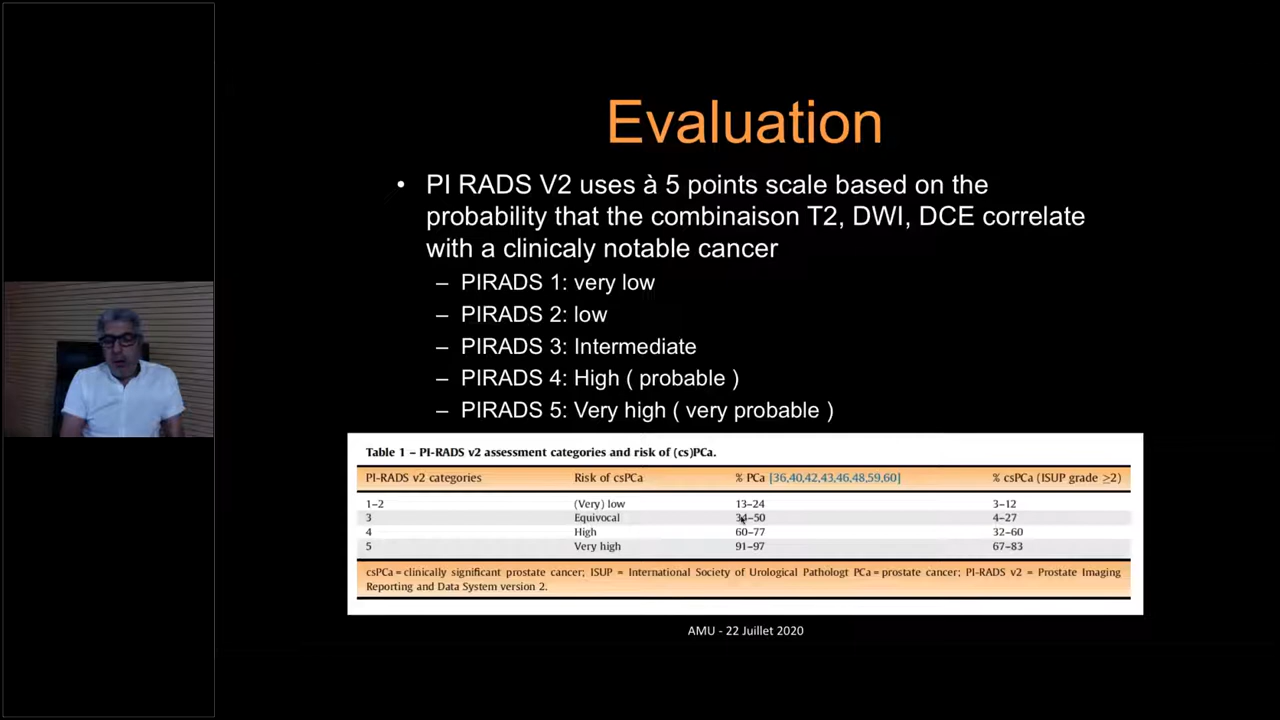 Evaluation
• PI RADS V2 uses à 5 points scale based on the
probability that the combinaison T2, DWI, DCE correlate
with a clinicaly notable cancer
– PIRADS 1: very low
– PIRADS 2: low
– PIRADS 3: Intermediate
– PIRADS 4: High ( probable )
– PIRADS 5: Very high ( very probable )
Table 1 – PI-RADS v2 assessment categories and risk of (cs)PCa.
PI-RADS v2 categories Risk of csPCa % PCa [36,40,42,43,46,48,59,60] % csPCa (ISUP grade ≥2)
1–2 (Very) low 13–24 3–12
3 Equivocal 34–50 4–27
4 High 60–77 32–60
5 Very high 91–97 67–83
csPCa = clinically significant prostate cancer; ISUP = International Society of Urological Pathologt PCa = prostate cancer; PI-RADS v2 = Prostate Imaging
Reporting and Data System version 2.
AMU - 22 Juillet 2020